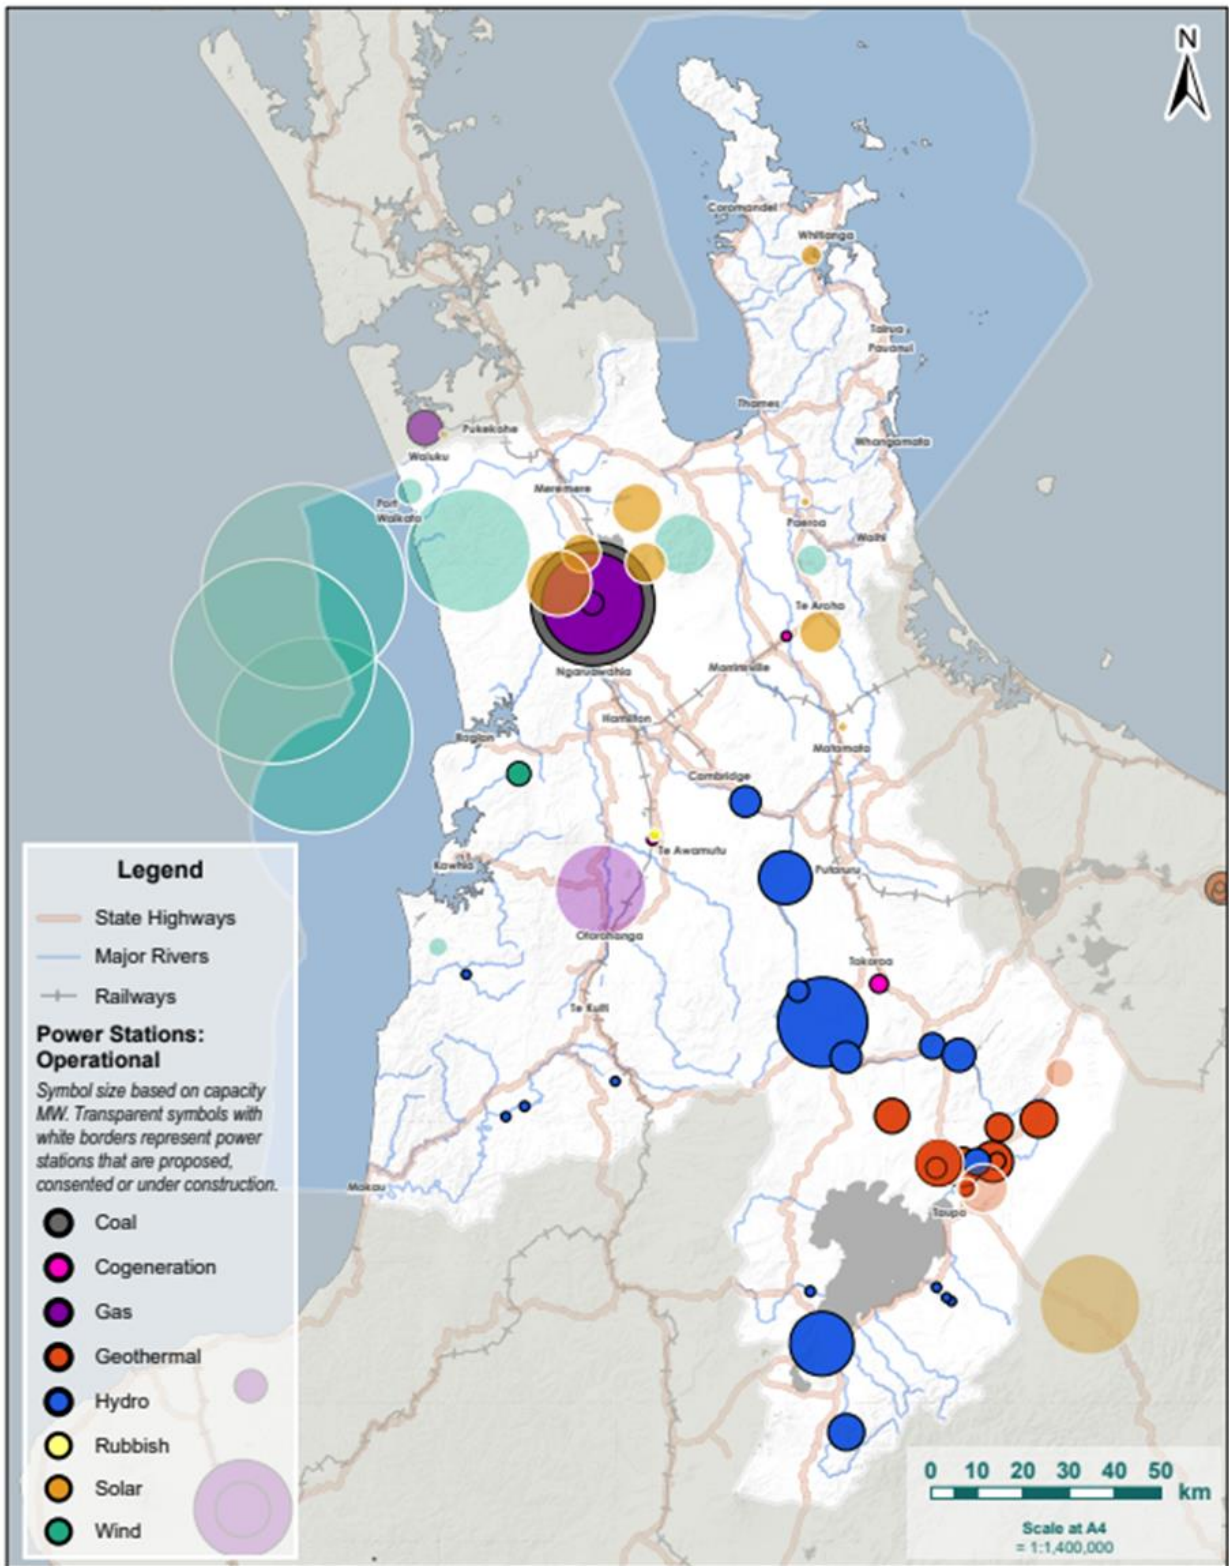 N
Coromandel
Whitianga
Tairua
Pauanui
Thames
Whangamata
Pukekohe
Waiuku
Meremere
Port
Waikato
Paeroa
Waihi
Te Aroha
Morrinsville
Ngaruawahia
Hamilton
Raglan
Matamata
Cambridge
Te Awamutu
Putaruru
Kawhia
Otorohanga
Tokoroa
Te Kuiti
Mokau
Taupo
Legend
State Highways
Major Rivers
Railways
Power Stations:
Operational
Symbol size based on capacity
MW. Transparent symbols with
white borders represent power
stations that are proposed,
consented or under construction.
Coal
Cogeneration
Gas
Geothermal
Hydro
Rubbish
Solar
Wind
0 10 20 30 40 50
km
Scale at A4
= 1:1,400,000